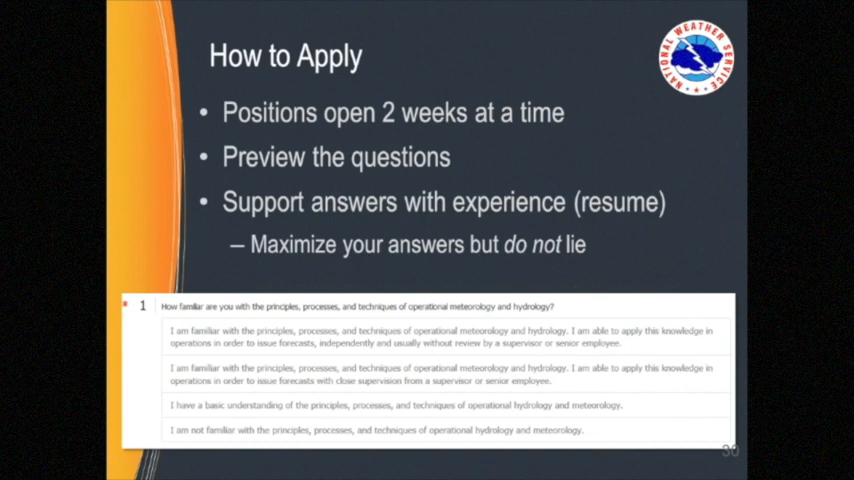 How to Apply
NATIONAL WEATHER SERVICE
• Positions open 2 weeks at a time
• Preview the questions
• Support answers with experience (resume)
– Maximize your answers but do not lie
* 1 How familiar are you with the principles, processes, and techniques of operational meteorology and hydrology?
I am familiar with the principles, processes, and techniques of operational meteorology and hydrology. I am able to apply this knowledge in
operations in order to issue forecasts, independently and usually without review by a supervisor or senior employee.
I am familiar with the principles, processes, and techniques of operational meteorology and hydrology. I am able to apply this knowledge in
operations in order to issue forecasts with close supervision from a supervisor or senior employee.
I have a basic understanding of the principles, processes, and techniques of operational hydrology and meteorology.
I am not familiar with the principles, processes, and techniques of operational hydrology and meteorology.
30